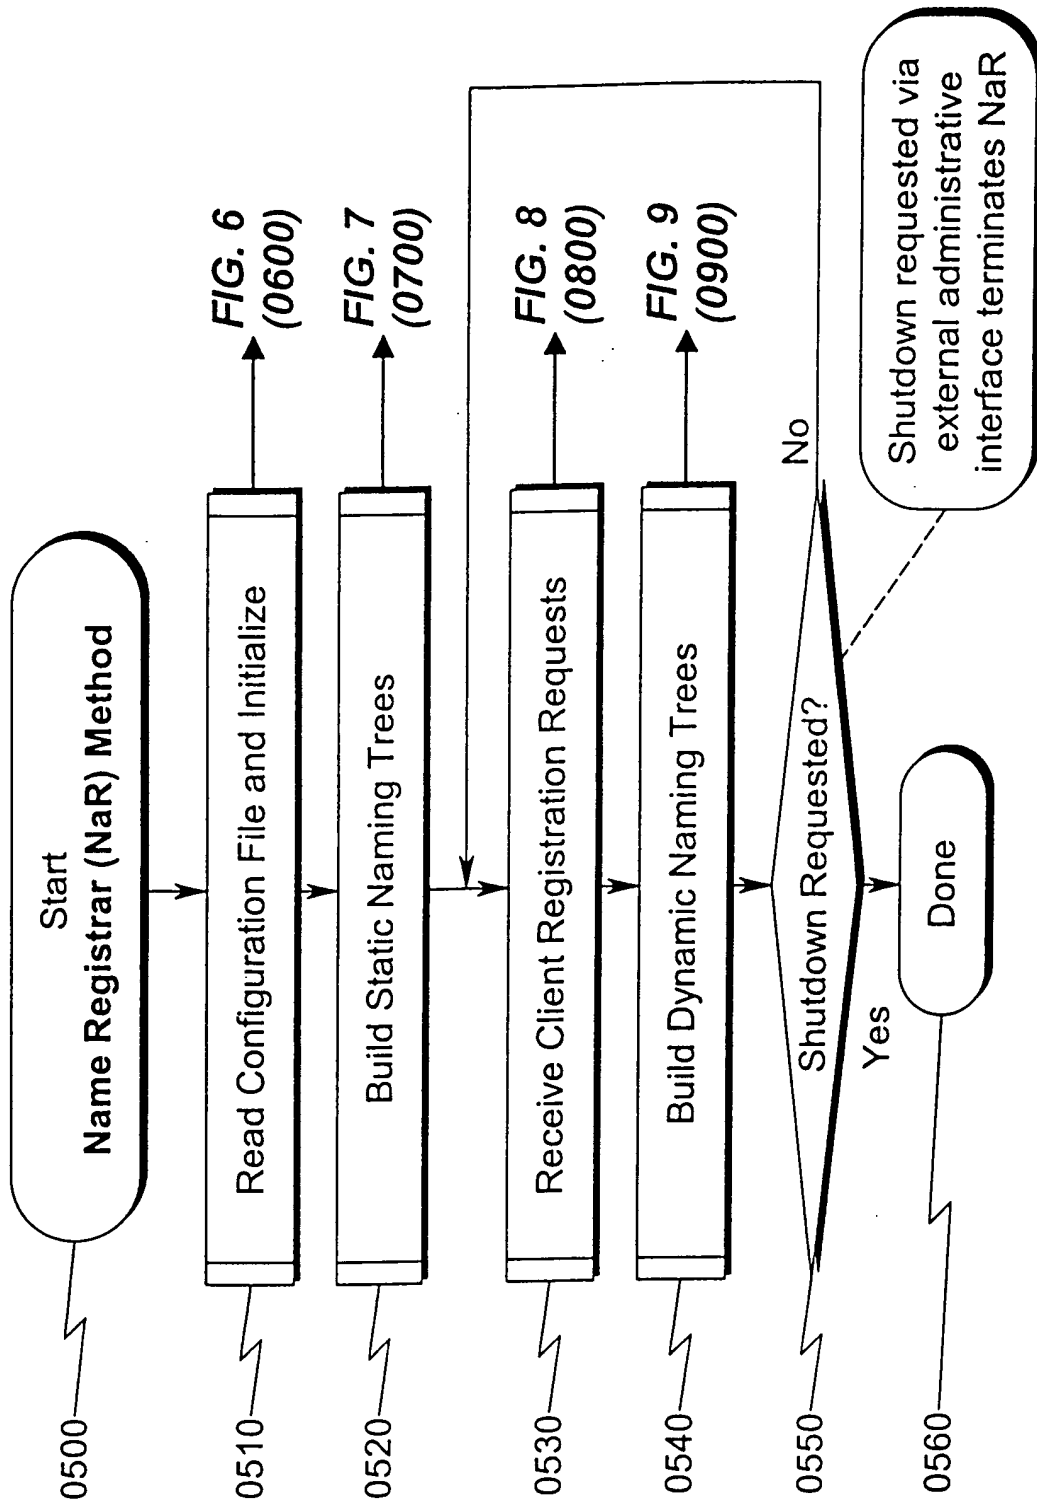 Start
Name Registrar (NaR) Method
0500
Read Configuration File and Initialize
0510
FIG. 6
(0600)
Build Static Naming Trees
0520
FIG. 7
(0700)
Receive Client Registration Requests
0530
FIG. 8
(0800)
Build Dynamic Naming Trees
0540
FIG. 9
(0900)
Shutdown Requested?
0550
No
Yes
Shutdown requested via
external administrative
interface terminates NaR
Done
0560